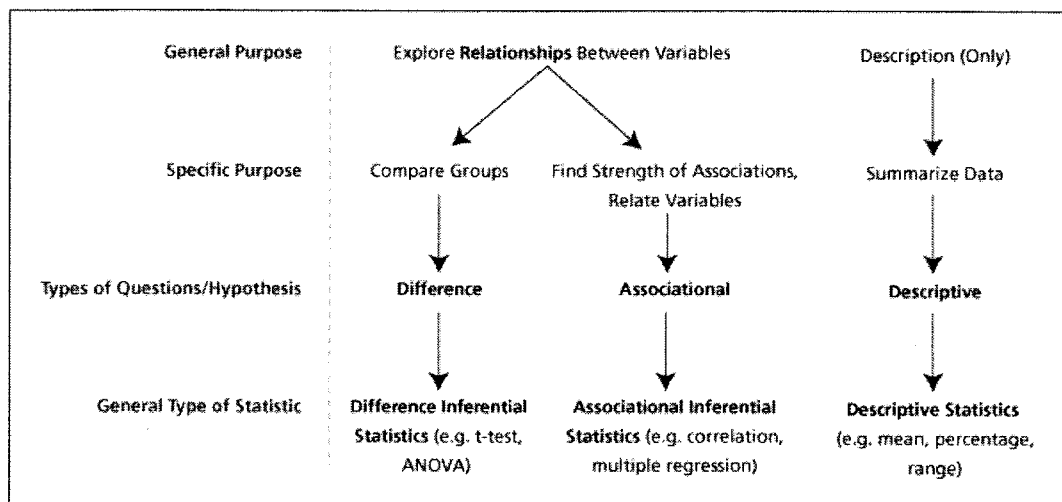 General Purpose
Explore Relationships Between Variables
Description (Only)
Specific Purpose
Compare Groups
Find Strength of Associations,
Relate Variables
Summarize Data
Types of Questions/Hypothesis
Difference
Associational
Descriptive
General Type of Statistic
Difference Inferential
Statistics (e.g. t-test,
ANOVA)
Associational Inferential
Statistics (e.g. correlation,
multiple regression)
Descriptive Statistics
(e.g. mean, percentage,
range)